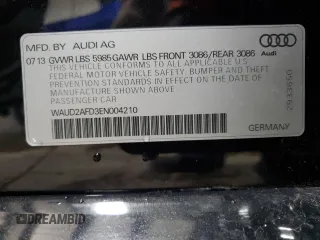 MFD. BY AUDI AG
07 13 GVWR LBS 5985 GAWR LBS FRONT 3086/REAR 3086
THIS VEHICLE CONFORMS TO ALL APPLICABLE
FEDERAL MOTOR VEHICLE SAFETY, BUMPER AND THEFT
PREVENTION STANDARDS IN EFFECT ON THE DATE OF
MANUFACTURE SHOWN ABOVE
PASSENGER CAR
WAUD2AFD3EN004210
GERMANY
Audi
DREAMBID